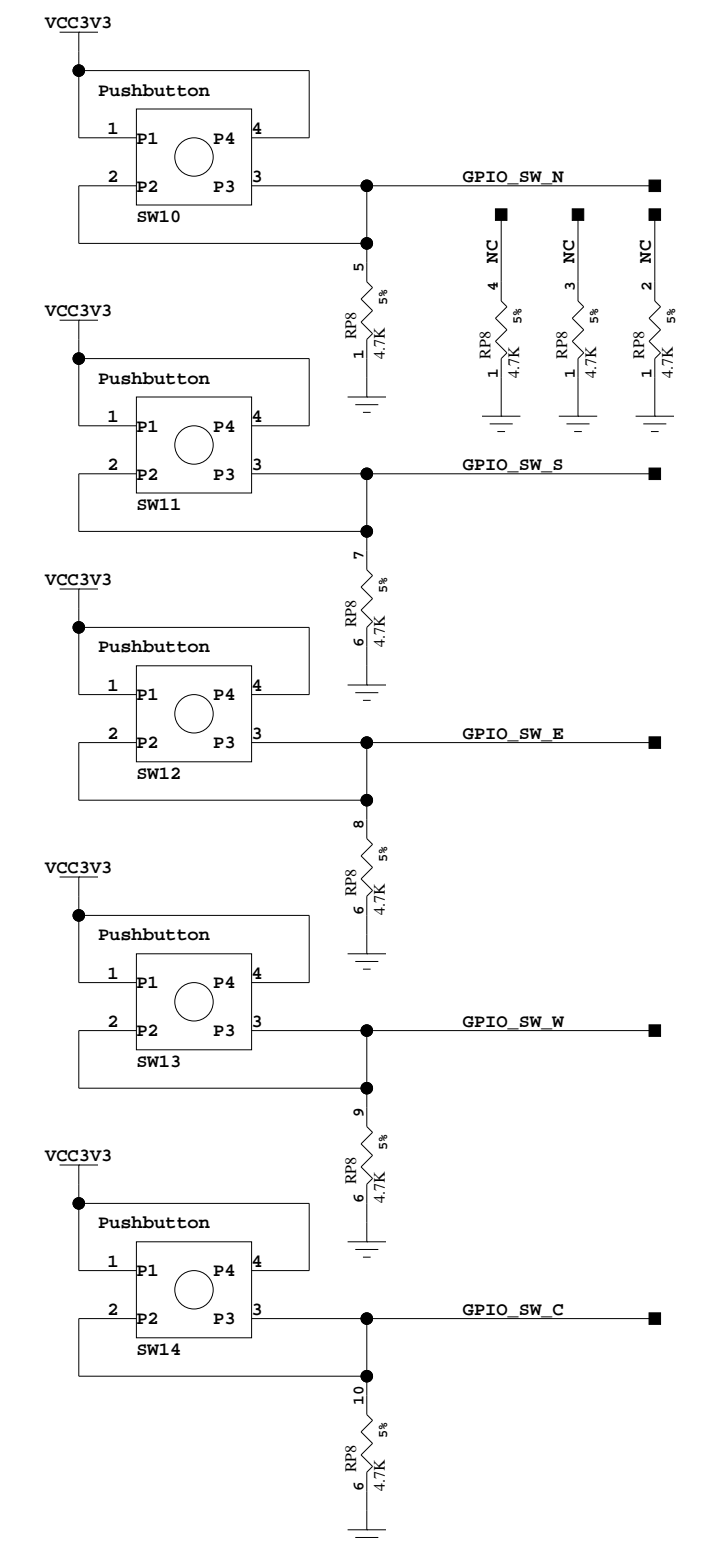 VCC3V3
Pushbutton
1 P1 P4 4
2 P2 P3 3
SW10
GPIO_SW_N
5
RP8
4.7K
5%
1
NC
4
RP8
4.7K
5%
1
NC
3
RP8
4.7K
5%
1
NC
2
RP8
4.7K
5%
1
VCC3V3
Pushbutton
1 P1 P4 4
2 P2 P3 3
SW11
GPIO_SW_S
7
RP8
4.7K
5%
6
VCC3V3
Pushbutton
1 P1 P4 4
2 P2 P3 3
SW12
GPIO_SW_E
8
RP8
4.7K
5%
6
VCC3V3
Pushbutton
1 P1 P4 4
2 P2 P3 3
SW13
GPIO_SW_W
9
RP8
4.7K
5%
6
VCC3V3
Pushbutton
1 P1 P4 4
2 P2 P3 3
SW14
GPIO_SW_C
10
RP8
4.7K
5%
6